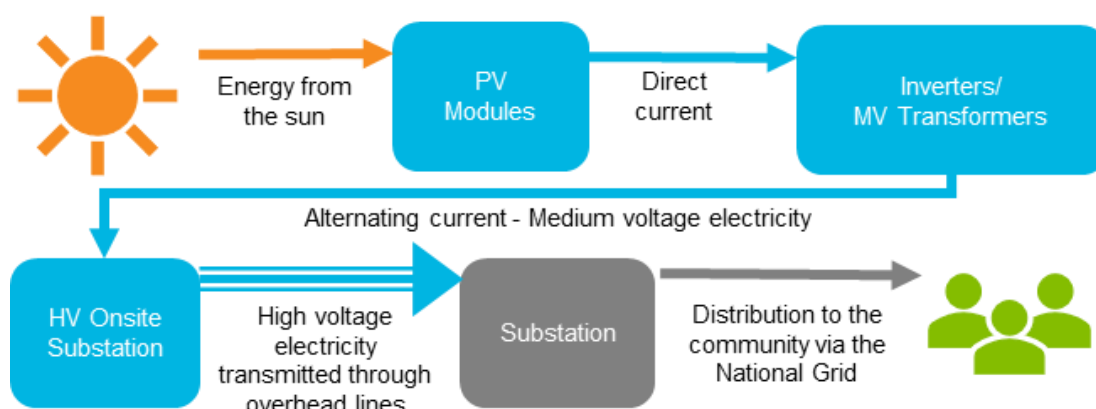 Energy from
the sun
PV
Modules
Direct
current
Inverters/
MV Transformers
Alternating current - Medium voltage electricity
HV Onsite
Substation
High voltage
electricity
transmitted through
overhead lines
Substation
Distribution to the
community via the
National Grid